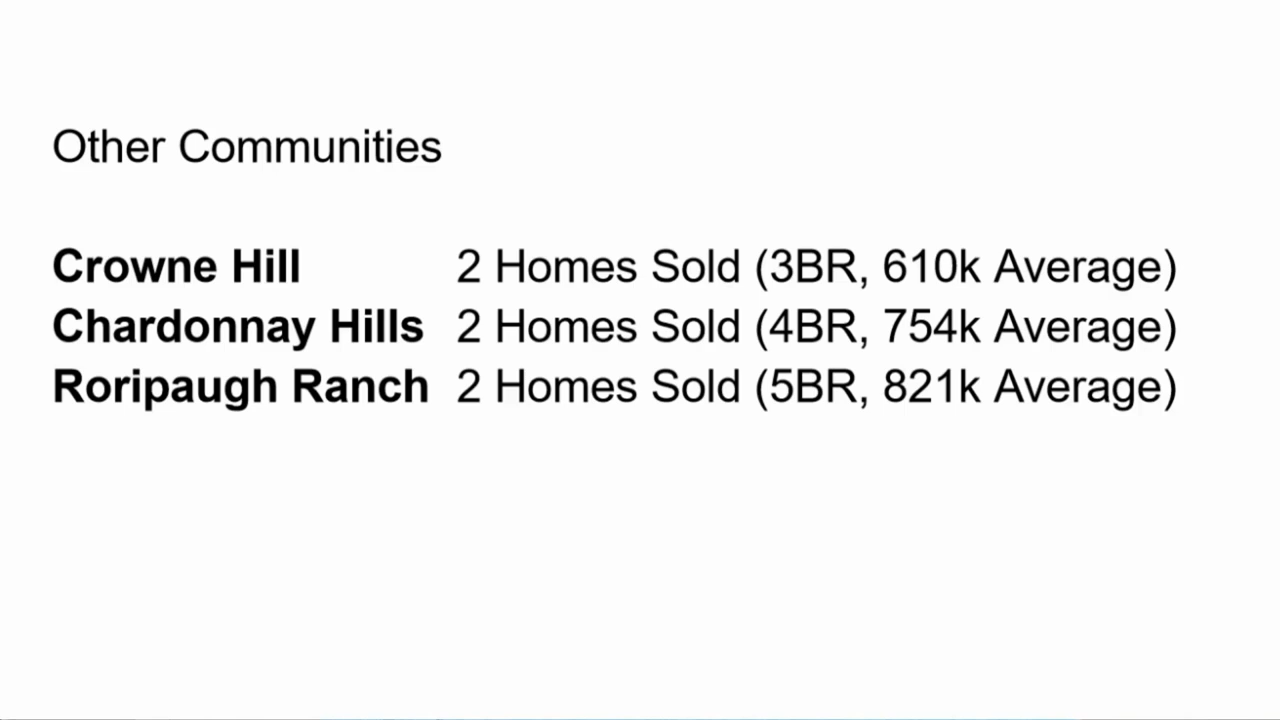 Other Communities
Crowne Hill 2 Homes Sold (3BR, 610k Average)
Chardonnay Hills 2 Homes Sold (4BR, 754k Average)
Roripaugh Ranch 2 Homes Sold (5BR, 821k Average)